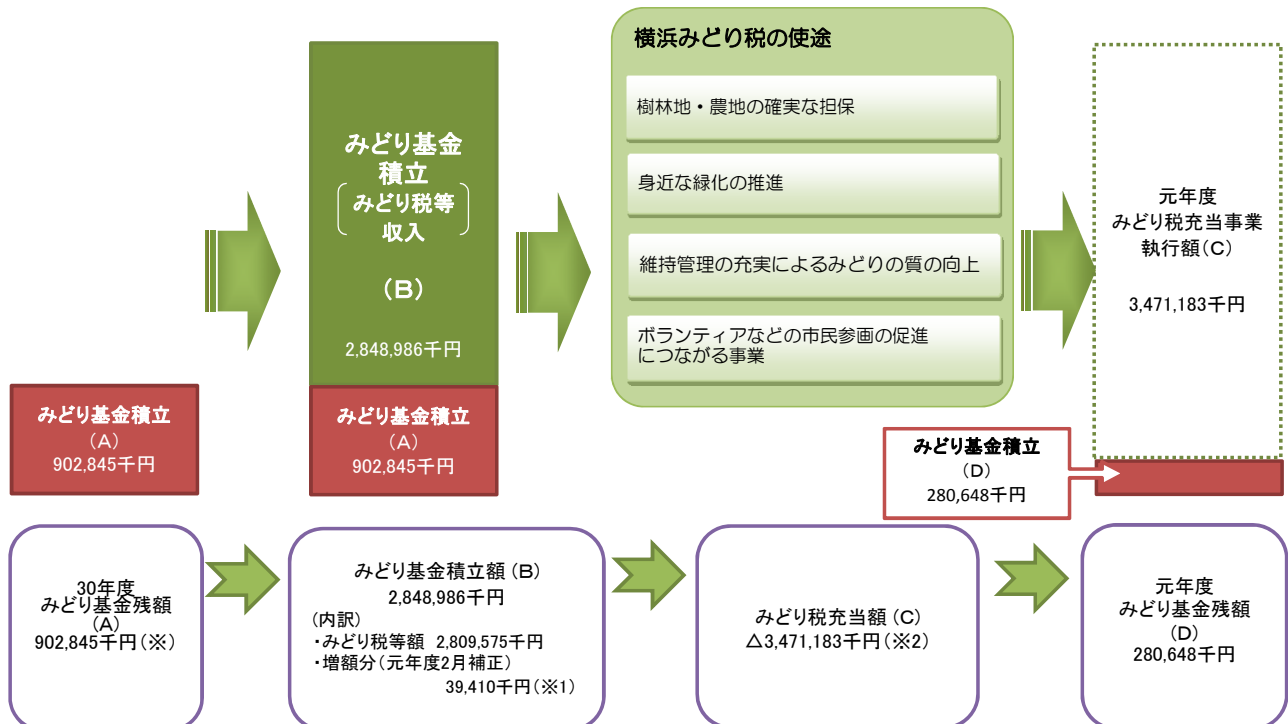 みどり基金積立
(A)
902,845千円
みどり基金
積立
みどり税等
収入
(B)
2,848,986千円
みどり基金積立
(A)
902,845千円
横浜みどり税の使途
樹林地・農地の確実な担保
身近な緑化の推進
維持管理の充実によるみどりの質の向上
ボランティアなどの市民参画の促進
につながる事業
元年度
みどり税充当事業
執行額(C)
3,471,183千円
みどり基金積立
(D)
280,648千円
30年度
みどり基金残額
(A)
902,845千円(※)
みどり基金積立額(B)
2,848,986千円
(内訳)
・みどり税等額 2,809,575千円
・増額分(元年度2月補正)
39,410千円(※1)
みどり税充当額(C)
△3,471,183千円(※2)
元年度
みどり基金残額
(D)
280,648千円